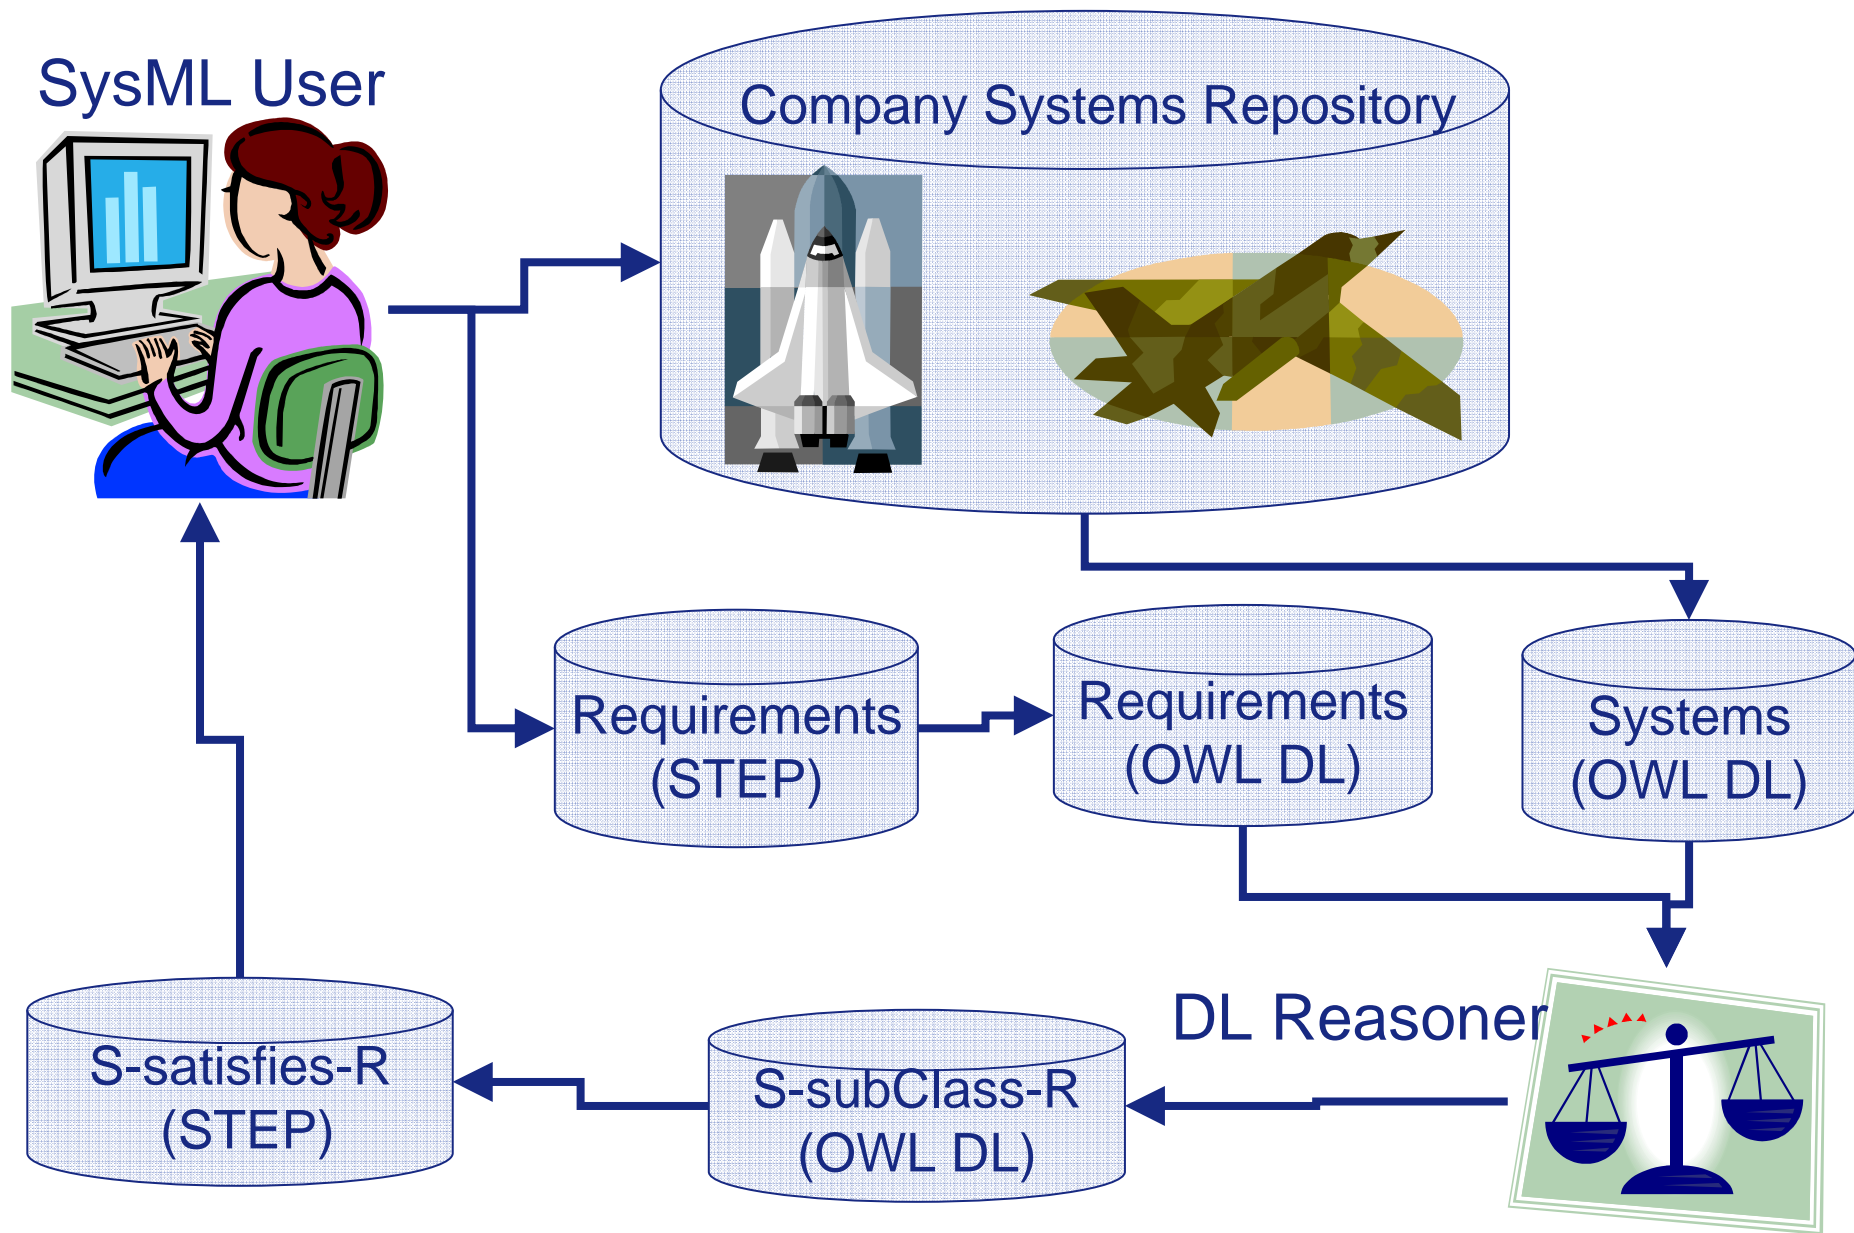 SysML User
Company Systems Repository
Requirements
(STEP)
Requirements
(OWL DL)
Systems
(OWL DL)
DL Reasoner
S-subClass-R
(OWL DL)
S-satisfies-R
(STEP)